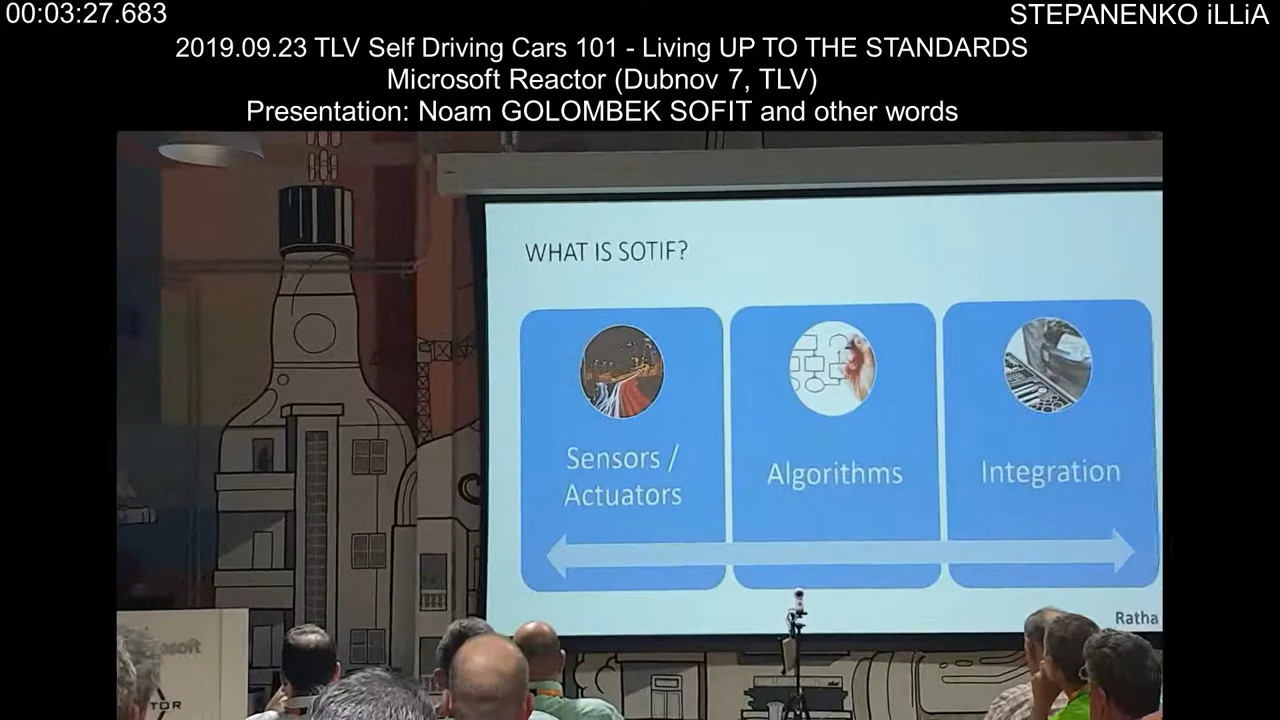 00:03:27.683
STEPANENKO iLLiA
2019.09.23 TLV Self Driving Cars 101 - Living UP TO THE STANDARDS
Microsoft Reactor (Dubnov 7, TLV)
Presentation: Noam GOLOMBEK SOFIT and other words
WHAT IS SOTIF?
Sensors /
Actuators
Algorithms
Integration
Ratha
soft
TOR